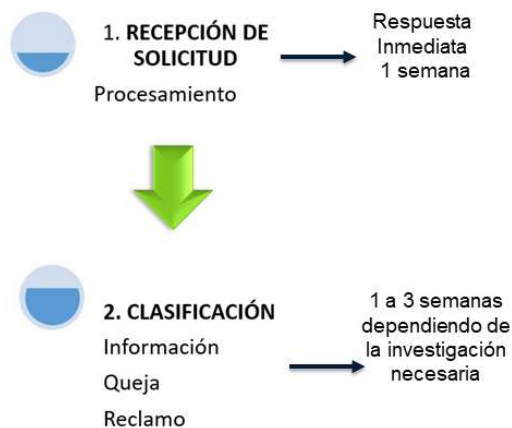 1. RECEPCIÓN DE
SOLICITUD
Procesamiento
Respuesta
Inmediata
1 semana
2. CLASIFICACIÓN
Información
Queja
Reclamo
1 a 3 semanas
dependiendo de
la investigación
necesaria